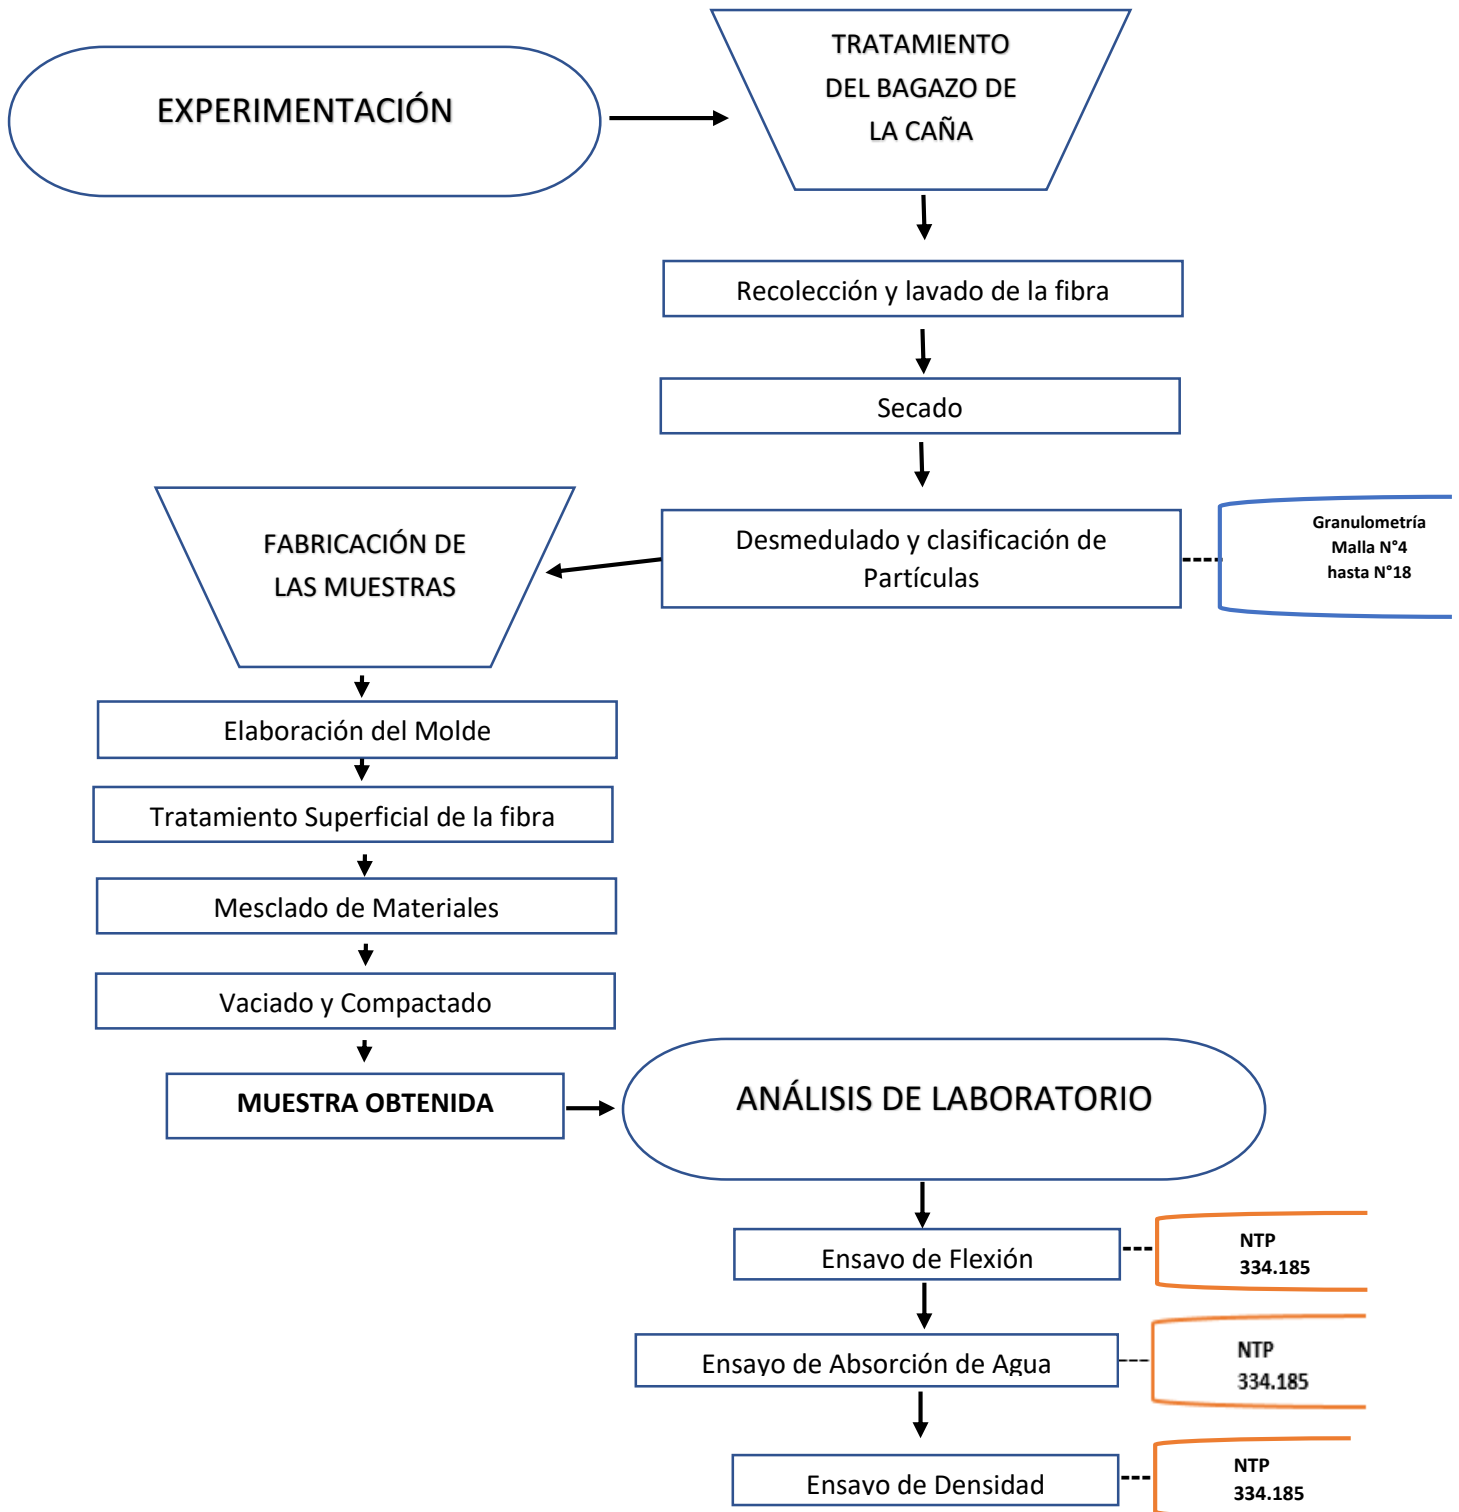 EXPERIMENTACIÓN
TRATAMIENTO
DEL BAGAZO DE
LA CAÑA
Recolección y lavado de la fibra
Secado
Desmedulado y clasificación de
Partículas
Granulometría
Malla N°4
hasta N°18
FABRICACIÓN DE
LAS MUESTRAS
Elaboración del Molde
Tratamiento Superficial de la fibra
Mesclado de Materiales
Vaciado y Compactado
MUESTRA OBTENIDA
ANÁLISIS DE LABORATORIO
Ensayo de Flexión
NTP
334.185
Ensayo de Absorción de Agua
NTP
334.185
Ensayo de Densidad
NTP
334.185